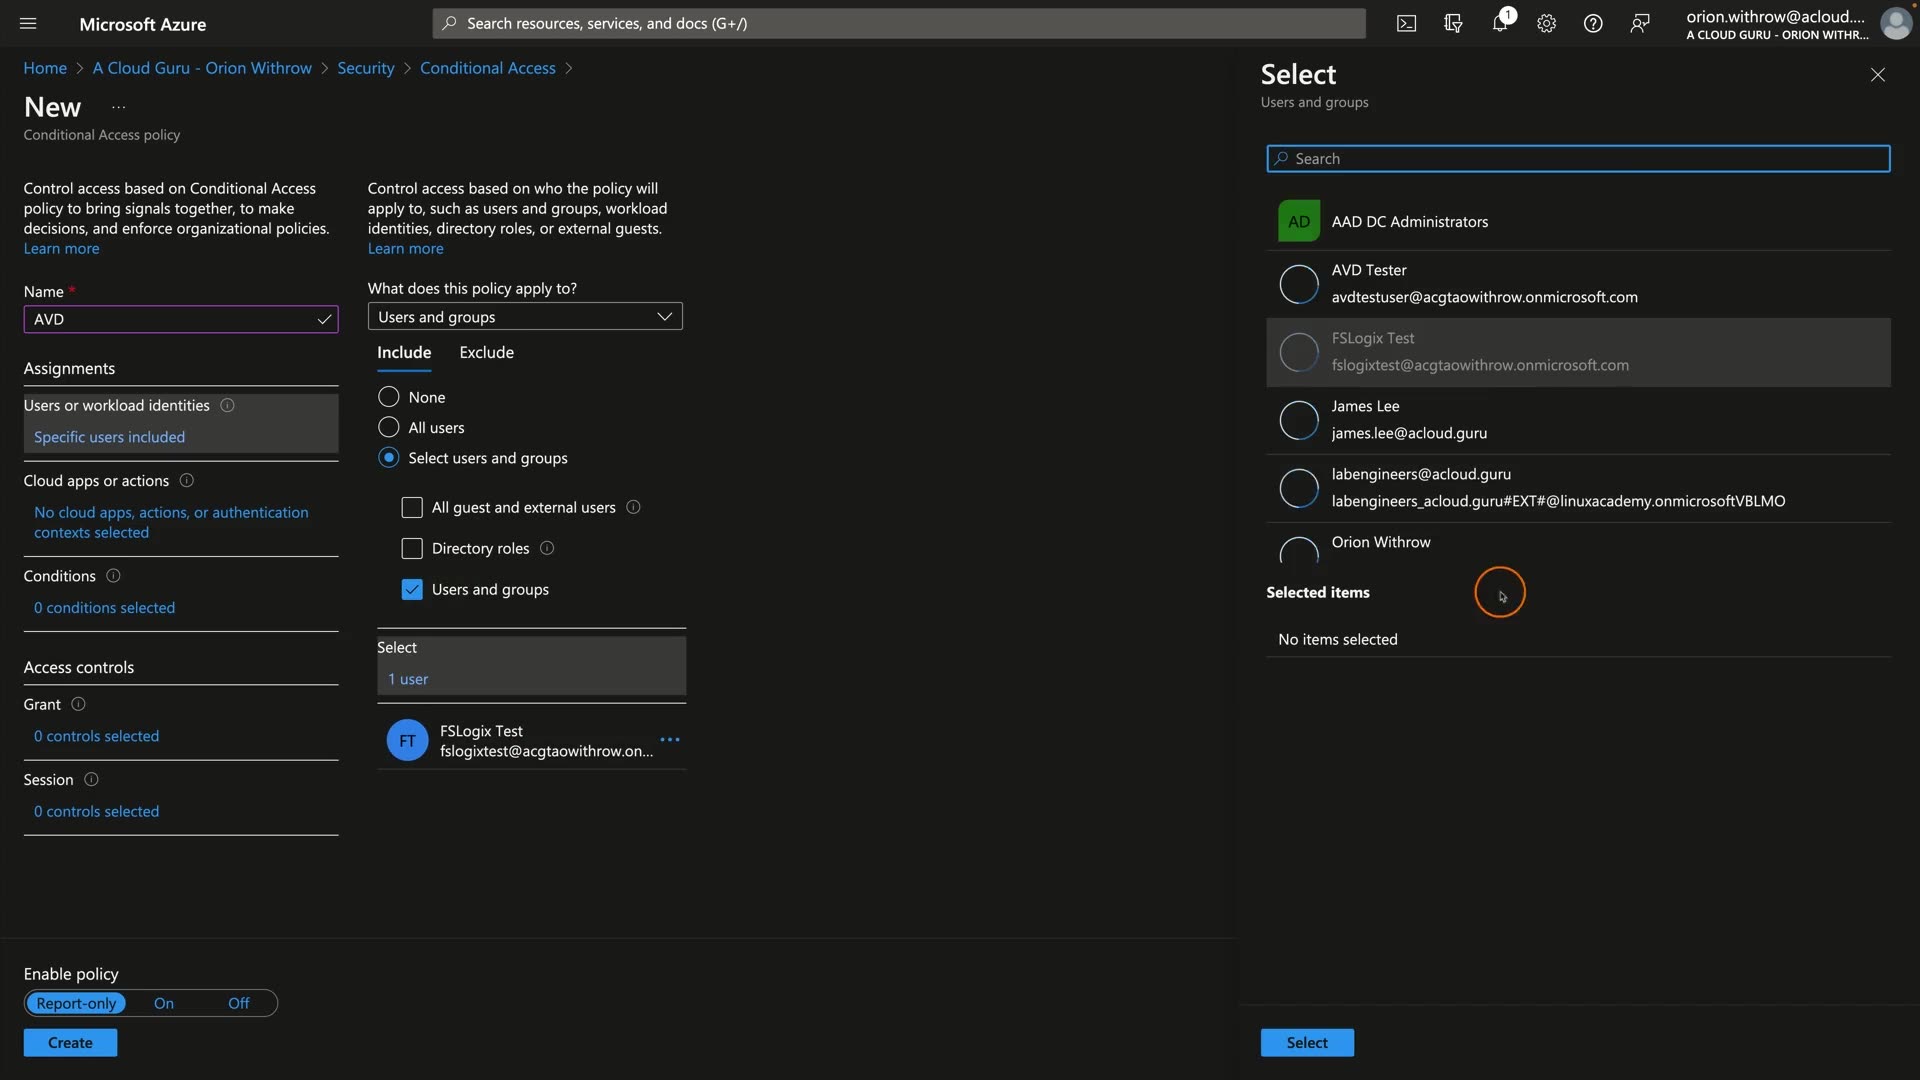 Microsoft Azure
Search resources, services, and docs (G+/)
1
orion.withrow@acloud....
A CLOUD GURU - ORION WITHR...
Home > A Cloud Guru - Orion Withrow > Security > Conditional Access >
New ...
Conditional Access policy
Control access based on Conditional Access
policy to bring signals together, to make
decisions, and enforce organizational policies.
Learn more
Name *
AVD
Assignments
Users or workload identities
Specific users included
Cloud apps or actions
No cloud apps, actions, or authentication
contexts selected
Conditions
0 conditions selected
Access controls
Grant
0 controls selected
Session
0 controls selected
Enable policy
Report-only On Off
Create
Control access based on who the policy will
apply to, such as users and groups, workload
identities, directory roles, or external guests.
Learn more
What does this policy apply to?
Users and groups
Include Exclude
None
All users
Select users and groups
All guest and external users
Directory roles
Users and groups
Select
1 user
FT
FSLogix Test
fslogixtest@acgtaowithrow.on...
Select
Users and groups
Search
AD
AAD DC Administrators
AVD Tester
avdtestuser@acgtaowithrow.onmicrosoft.com
FSLogix Test
fslogixtest@acgtaowithrow.onmicrosoft.com
James Lee
james.lee@acloud.guru
labengineers@acloud.guru
labengineers_acloud.guru#EXT#@linuxacademy.onmicrosoftVBLMO
Orion Withrow
Selected items
No items selected
Select